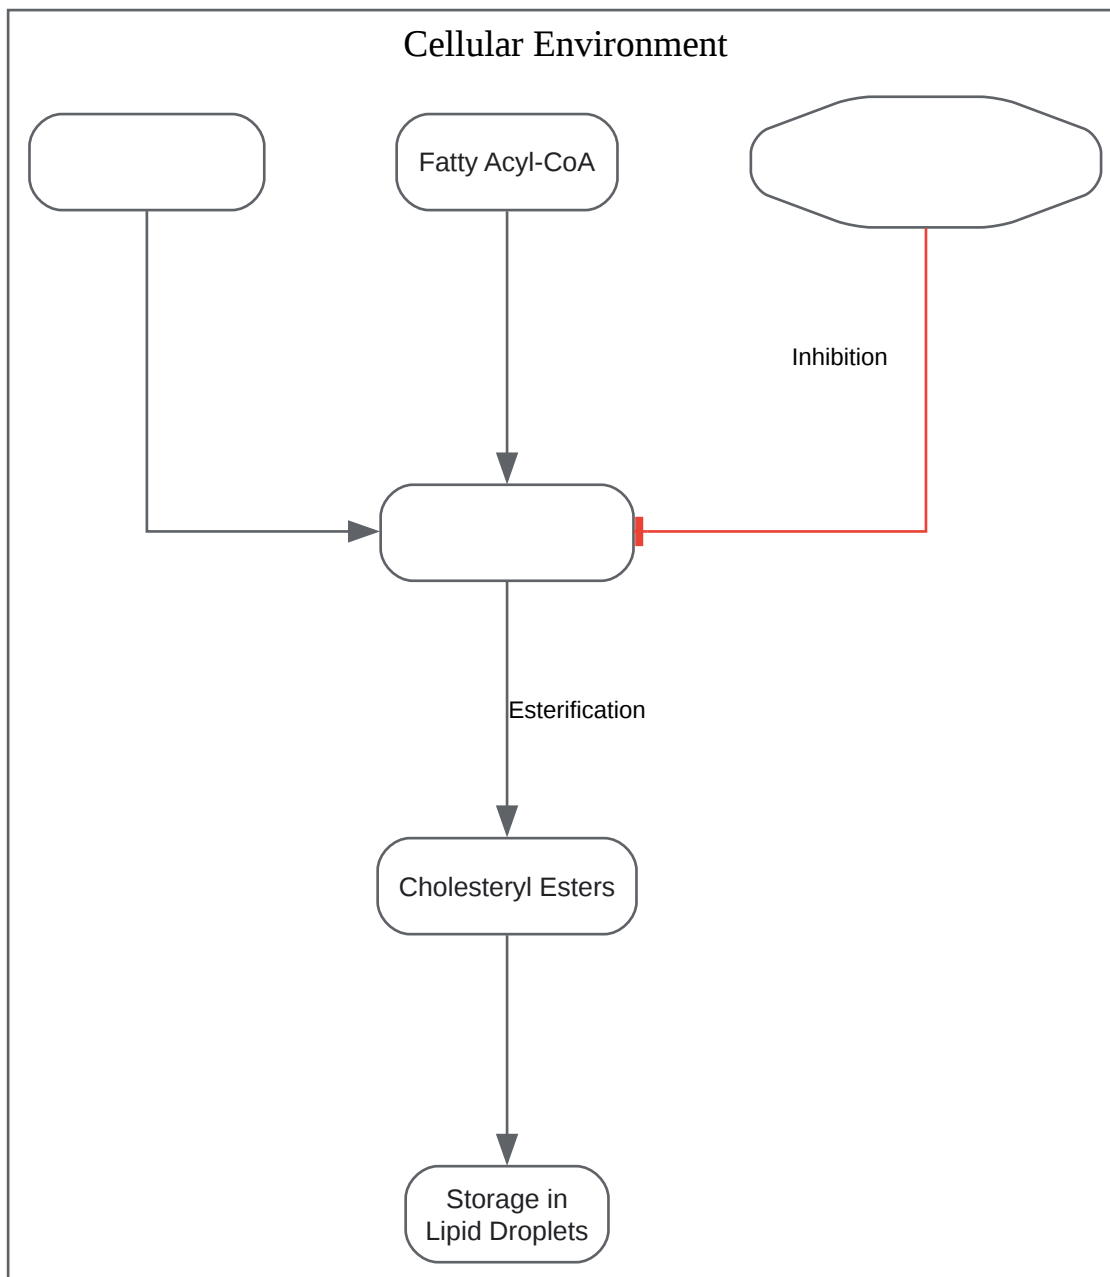 Cellular Environment
Fatty Acyl-CoA
Inhibition
Esterification
Cholesteryl Esters
Storage in
Lipid Droplets